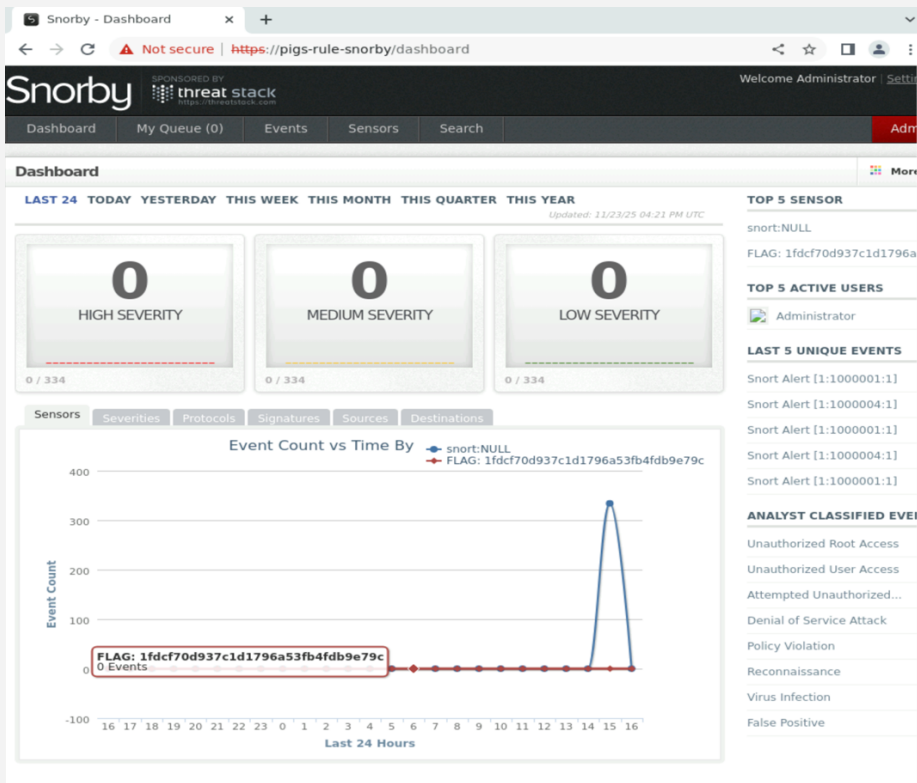 Snorby - Dashboard
Not secure https://pigs-rule-snorby/dashboard
Snorby SPONSORED BY
threat stack
https://threatstack.com
Welcome Administrator | Settin
Dashboard My Queue (0) Events Sensors Search Adm
Dashboard More
LAST 24 TODAY YESTERDAY THIS WEEK THIS MONTH THIS QUARTER THIS YEAR
Updated: 11/23/25 04:21 PM UTC
0
HIGH SEVERITY
0 / 334
0
MEDIUM SEVERITY
0 / 334
0
LOW SEVERITY
0 / 334
Sensors Severities Protocols Signatures Sources Destinations
Event Count vs Time By
snort:NULL
FLAG: 1fdcf70d937c1d1796a53fb4fdb9e79c
400
300
200
100
0
-100
Event Count
FLAG: 1fdcf70d937c1d1796a53fb4fdb9e79c
0 Events
16 17 18 19 20 21 22 23 0 1 2 3 4 5 6 7 8 9 10 11 12 13 14 15 16
Last 24 Hours
TOP 5 SENSOR
snort:NULL
FLAG: 1fdcf70d937c1d1796a
TOP 5 ACTIVE USERS
Administrator
LAST 5 UNIQUE EVENTS
Snort Alert [1:1000001:1]
Snort Alert [1:1000004:1]
Snort Alert [1:1000001:1]
Snort Alert [1:1000004:1]
Snort Alert [1:1000001:1]
ANALYST CLASSIFIED EVE
Unauthorized Root Access
Unauthorized User Access
Attempted Unauthorized...
Denial of Service Attack
Policy Violation
Reconnaissance
Virus Infection
False Positive